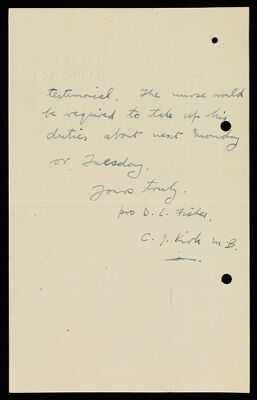 testimonial. The nurse would
be required to take up his
duties about next Monday
or Tuesday.
Yours truly.
pro D. L. Fisher.
C. J. Kirk M.B.